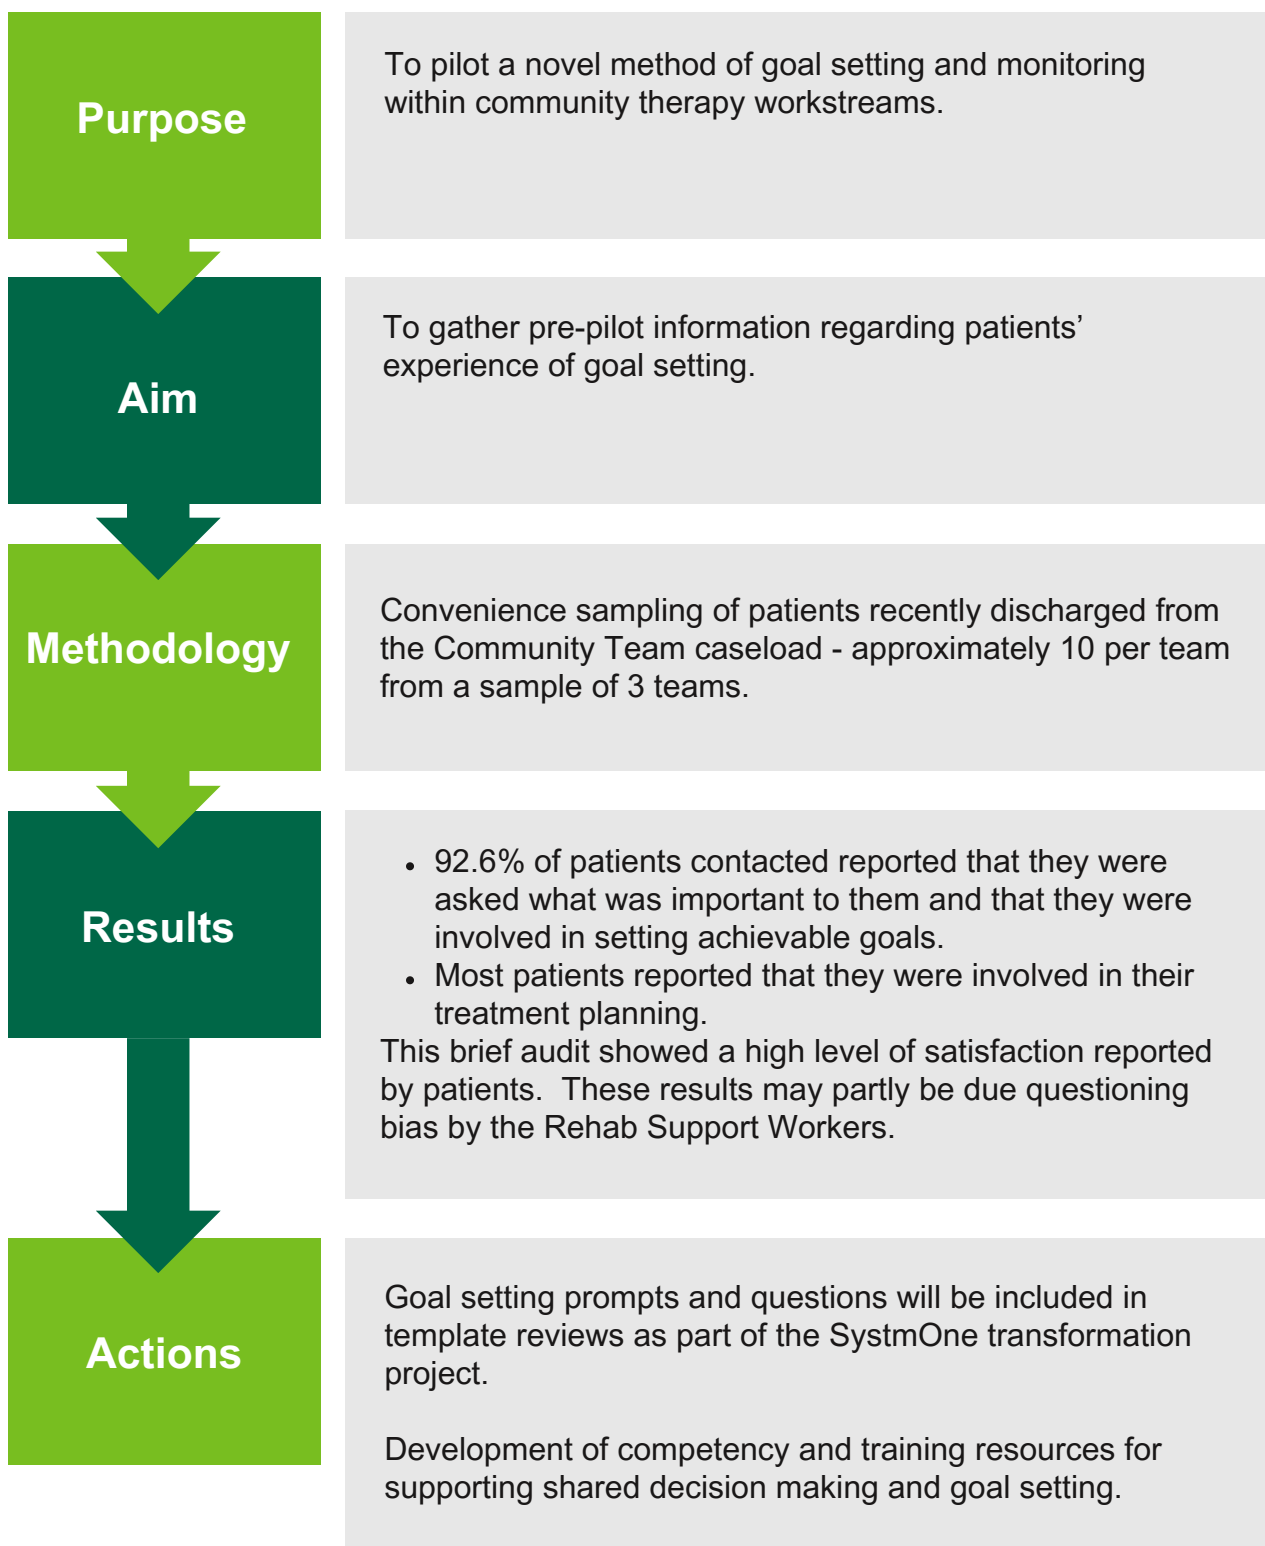 Purpose
To pilot a novel method of goal setting and monitoring
within community therapy workstreams.
Aim
To gather pre-pilot information regarding patients’
experience of goal setting.
Methodology
Convenience sampling of patients recently discharged from
the Community Team caseload - approximately 10 per team
from a sample of 3 teams.
Results
• 92.6% of patients contacted reported that they were
asked what was important to them and that they were
involved in setting achievable goals.
• Most patients reported that they were involved in their
treatment planning.
This brief audit showed a high level of satisfaction reported
by patients.  These results may partly be due questioning
bias by the Rehab Support Workers.
Actions
Goal setting prompts and questions will be included in
template reviews as part of the SystmOne transformation
project.
Development of competency and training resources for
supporting shared decision making and goal setting.